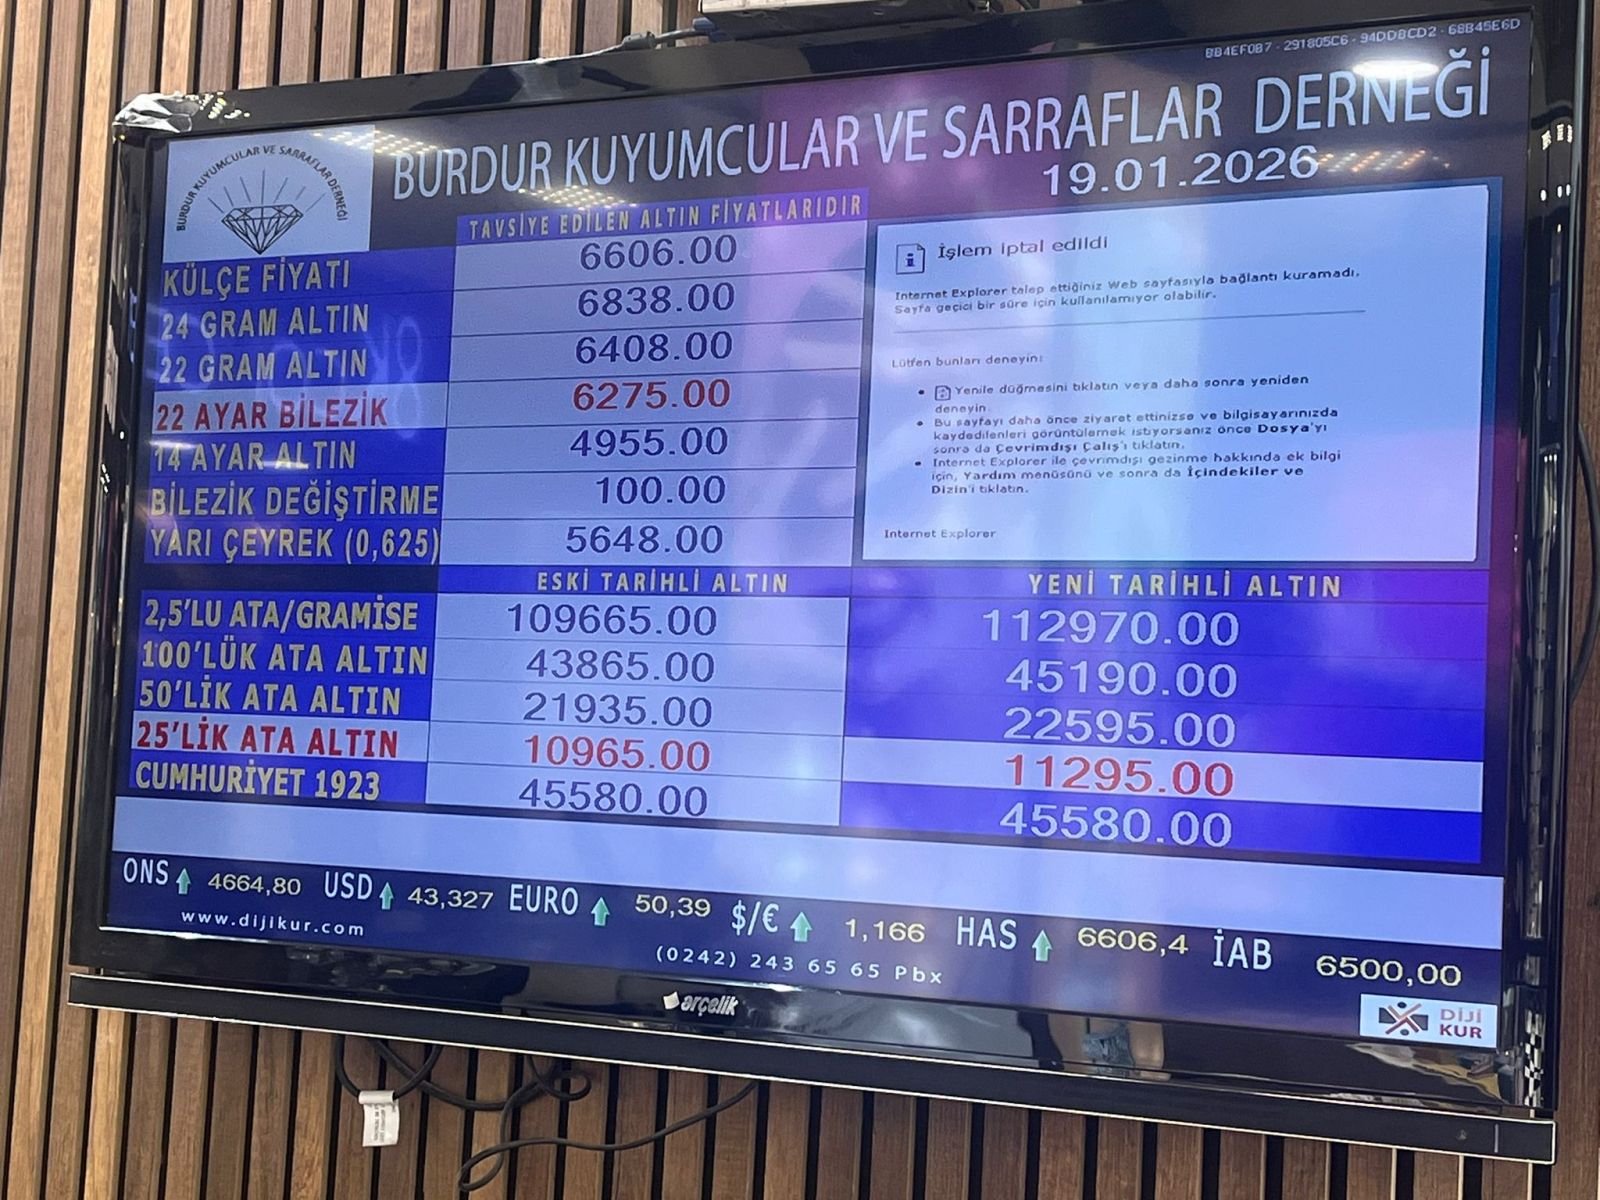 BB4EF0B7 - 291805C6 - 94DDBCD2 - 68B45E6D
BURDUR KUYUMCULAR VE SARRAFLAR DERNEĞİ
19.01.2026
BURDUR KUYUMCULAR VE SARRAFLAR DERNEĞİ
TAVSİYE EDİLEN ALTIN FİYATLARIDIR
KÜLÇE FİYATI 6606.00
24 GRAM ALTIN 6838.00
22 GRAM ALTIN 6408.00
22 AYAR BİLEZİK 6275.00
14 AYAR ALTIN 4955.00
BİLEZİK DEĞİŞTİRME 100.00
YARI ÇEYREK (0,625) 5648.00
İşlem iptal edildi
Internet Explorer talep ettiğiniz Web sayfasıyla bağlantı kuramadı.
Sayfa geçici bir süre için kullanılamıyor olabilir.
Lütfen bunları deneyin:
Yenile düğmesini tıklatın veya daha sonra yeniden
deneyin.
Bu sayfayı daha önce ziyaret ettinizse ve bilgisayarınızda
kaydedilenleri görüntülemek istiyorsanız önce Dosya'yı
sonra da Çevrimdışı Çalış'ı tıklatın.
Internet Explorer ile çevrimdışı gezinme hakkında ek bilgi
için, Yardım menüsünü ve sonra da İçindekiler ve
Dizin'i tıklatın.
Internet Explorer
ESKİ TARİHLİ ALTIN YENİ TARİHLİ ALTIN
2,5'LU ATA/GRAMİSE 109665.00 112970.00
100'LÜK ATA ALTIN 43865.00 45190.00
50'LİK ATA ALTIN 21935.00 22595.00
25'LİK ATA ALTIN 10965.00 11295.00
CUMHURİYET 1923 45580.00 45580.00
ONS 4664,80 USD 43,327 EURO 50,39 $/€ 1,166 HAS 6606,4 İAB 6500,00
www.dijikur.com
(0242) 243 65 65 Pbx
DİJİ
KUR
arçelik